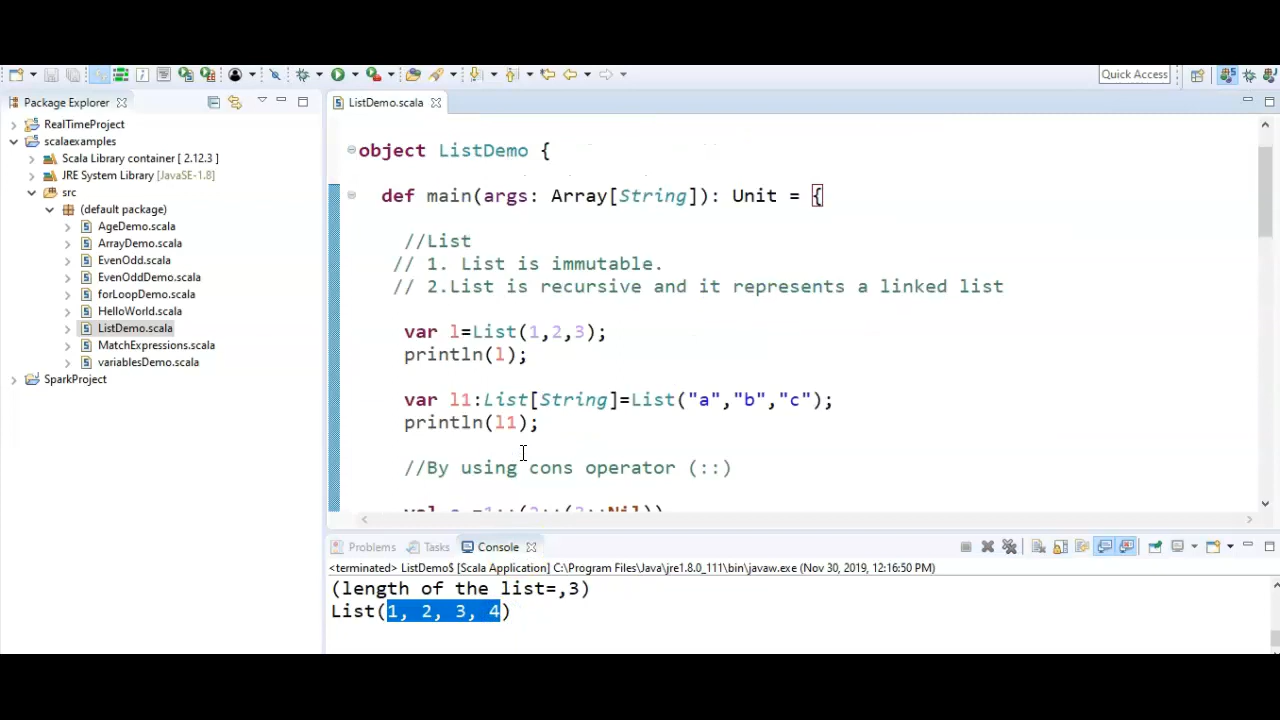 Quick Access
Package Explorer
ListDemo.scala
RealTimeProject
scalaexamples
Scala Library container [ 2.12.3 ]
JRE System Library [JavaSE-1.8]
src
(default package)
AgeDemo.scala
ArrayDemo.scala
EvenOdd.scala
EvenOddDemo.scala
forLoopDemo.scala
HelloWorld.scala
ListDemo.scala
MatchExpressions.scala
variablesDemo.scala
SparkProject
object ListDemo {
def main(args: Array[String]): Unit = {
//List
// 1. List is immutable.
// 2.List is recursive and it represents a linked list
var l=List(1,2,3);
println(l);
var l1:List[String]=List("a","b","c");
println(l1);
//By using cons operator (::)
Problems Tasks Console
<terminated> ListDemo$ [Scala Application] C:\Program Files\Java\jre1.8.0_111\bin\javaw.exe (Nov 30, 2019, 12:16:50 PM)
(length of the list=,3)
List(1, 2, 3, 4)